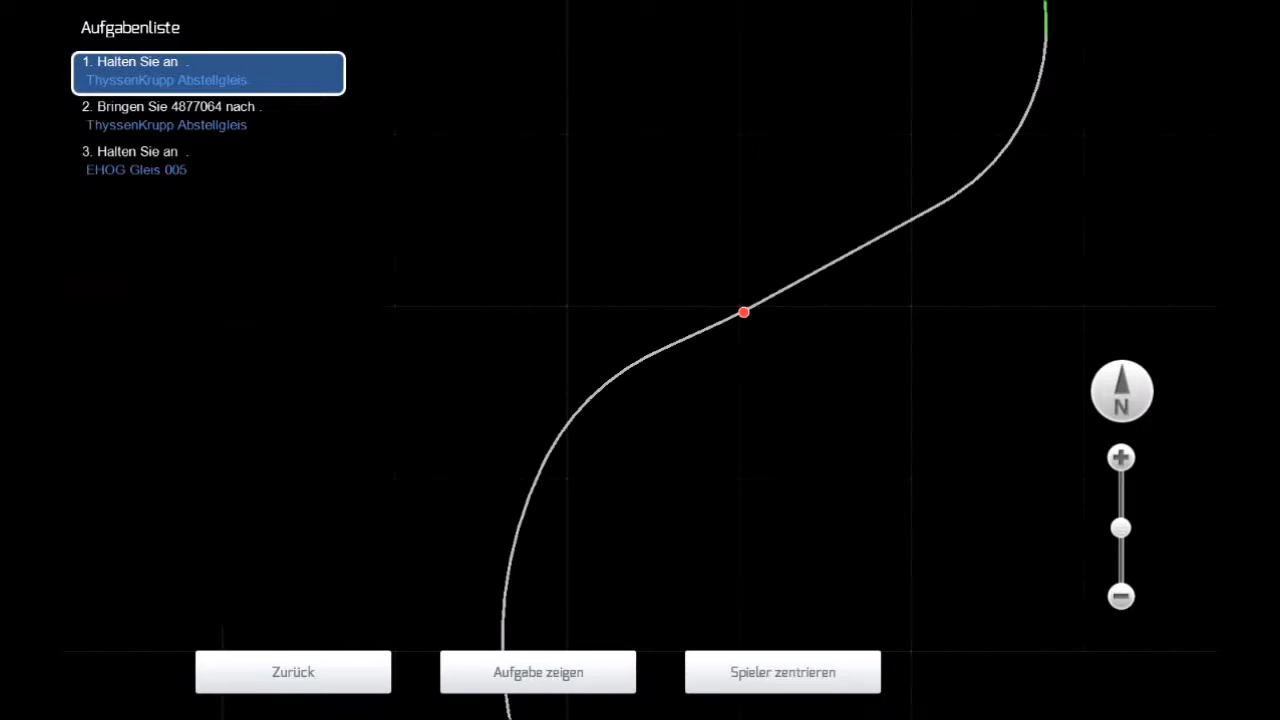 Aufgabenliste
1. Halten Sie an .
ThyssenKrupp Abstellgleis
2. Bringen Sie 4877064 nach .
ThyssenKrupp Abstellgleis
3. Halten Sie an .
EHOG Gleis 005
N
Zurück
Aufgabe zeigen
Spieler zentrieren